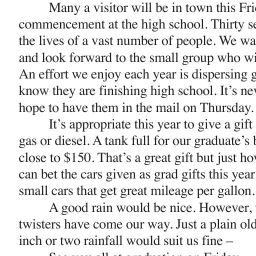 Many a visitor will be in town this Fri
commencement at the high school. Thirty se
the lives of a vast number of people. We wa
and look forward to the small group who wi
An effort we enjoy each year is dispersing g
know they are finishing high school. It's nev
hope to have them in the mail on Thursday.
It's appropriate this year to give a gift
gas or diesel. A tank full for our graduate's b
close to $150. That's a great gift but just ho
can bet the cars given as grad gifts this year
small cars that get great mileage per gallon.
A good rain would be nice. However,
twisters have come our way. Just a plain old
inch or two rainfall would suit us fine –